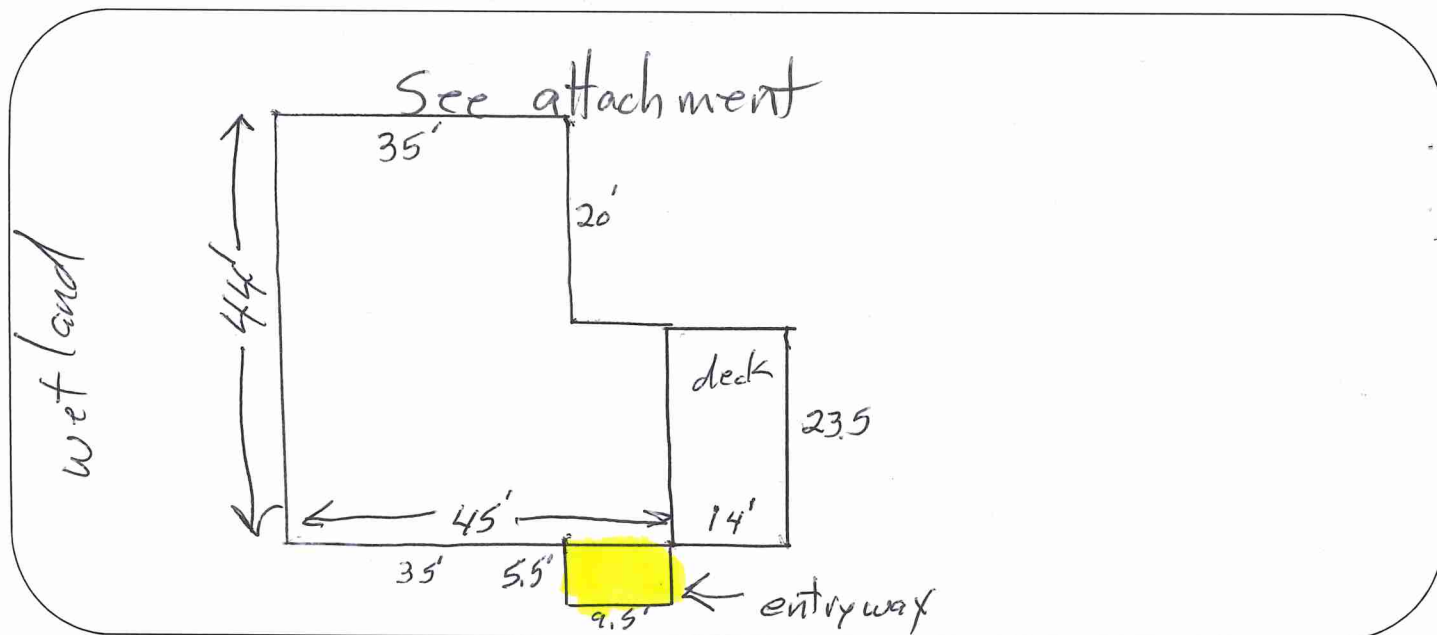 See attachment
35'
20'
44'
wet land
deck
23.5
45'
14'
35'
5.5'
9.5'
entryway